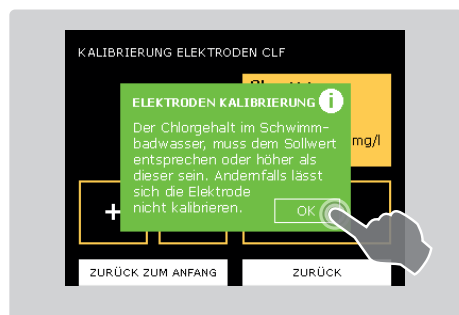 KALIBRIERUNG ELEKTRODEN CLF
ELEKTRODEN KALIBRIERUNG i
Der Chlorgehalt im Schwimm-
badwasser, muss dem Sollwert
mg/l
entsprechen oder höher als
dieser sein. Andernfalls lässt
sich die Elektrode
nicht kalibrieren.
OK
+
ZURÜCK ZUM ANFANG
ZURÜCK